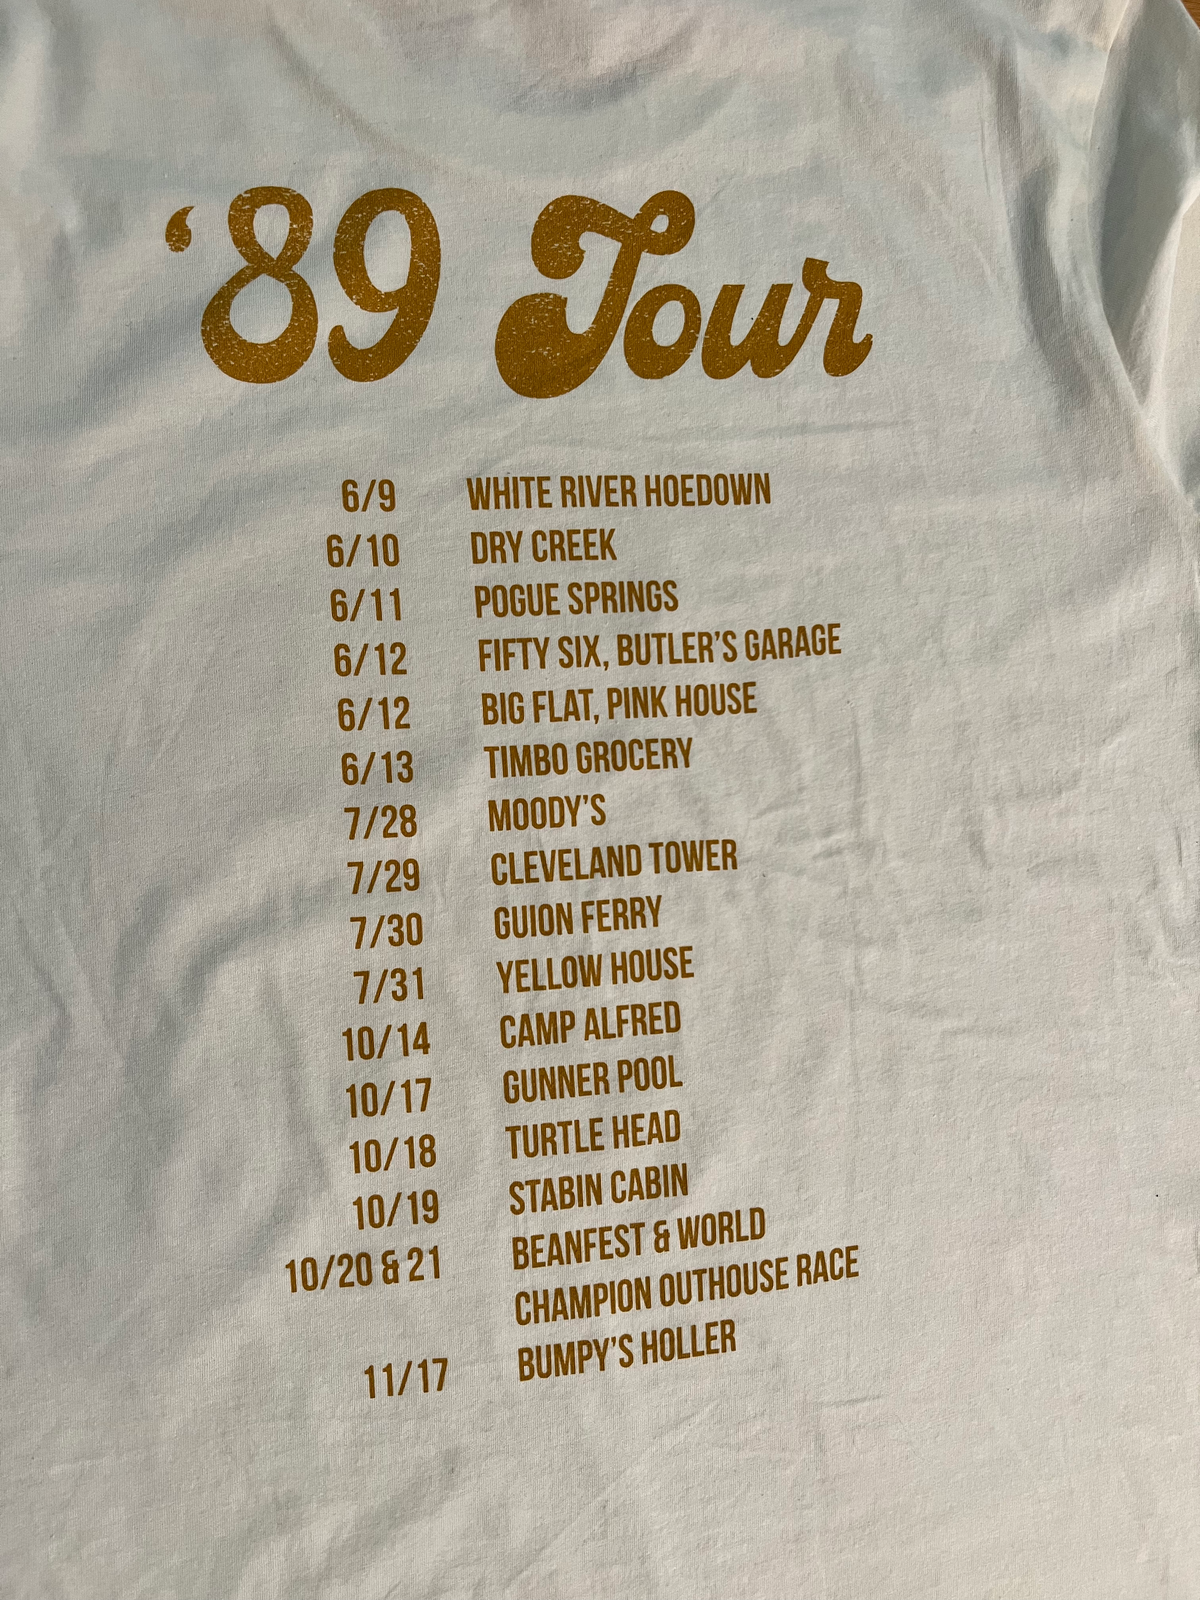 ‘89 Tour
6/9 WHITE RIVER HOEDOWN
6/10 DRY CREEK
6/11 POGUE SPRINGS
6/12 FIFTY SIX, BUTLER’S GARAGE
6/12 BIG FLAT, PINK HOUSE
6/13 TIMBO GROCERY
7/28 MOODY’S
7/29 CLEVELAND TOWER
7/30 GUION FERRY
7/31 YELLOW HOUSE
10/14 CAMP ALFRED
10/17 GUNNER POOL
10/18 TURTLE HEAD
10/19 STABIN CABIN
10/20 & 21 BEANFEST & WORLD
CHAMPION OUTHOUSE RACE
11/17 BUMPY’S HOLLER